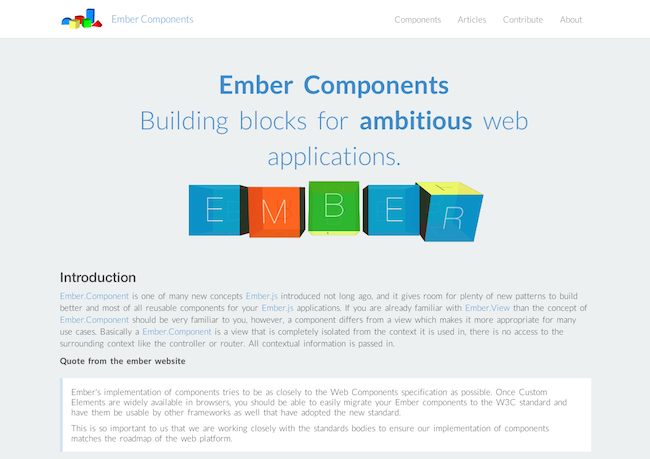 Ember Components
Components Articles Contribute About
Ember Components
Building blocks for ambitious web
applications.
E M B E R
Introduction
Ember.Component is one of many new concepts Ember.js introduced not long ago, and it gives room for plenty of new patterns to build
better and most of all reusable components for your Ember.js applications. If you are already familiar with Ember.View than the concept of
Ember.Component should be very familiar to you, however, a component differs from a view which makes it more appropriate for many
use cases. Basically a Ember.Component is a view that is completely isolated from the context it is used in, there is no access to the
surrounding context like the controller or router. All contextual information is passed in.
Quote from the ember website
Ember's implementation of components tries to be as closely to the Web Components specification as possible. Once Custom
Elements are widely available in browsers, you should be able to easily migrate your Ember components to the W3C standard and
have them be usable by other frameworks as well that have adopted the new standard.
This is so important to us that we are working closely with the standards bodies to ensure our implementation of components
matches the roadmap of the web platform.